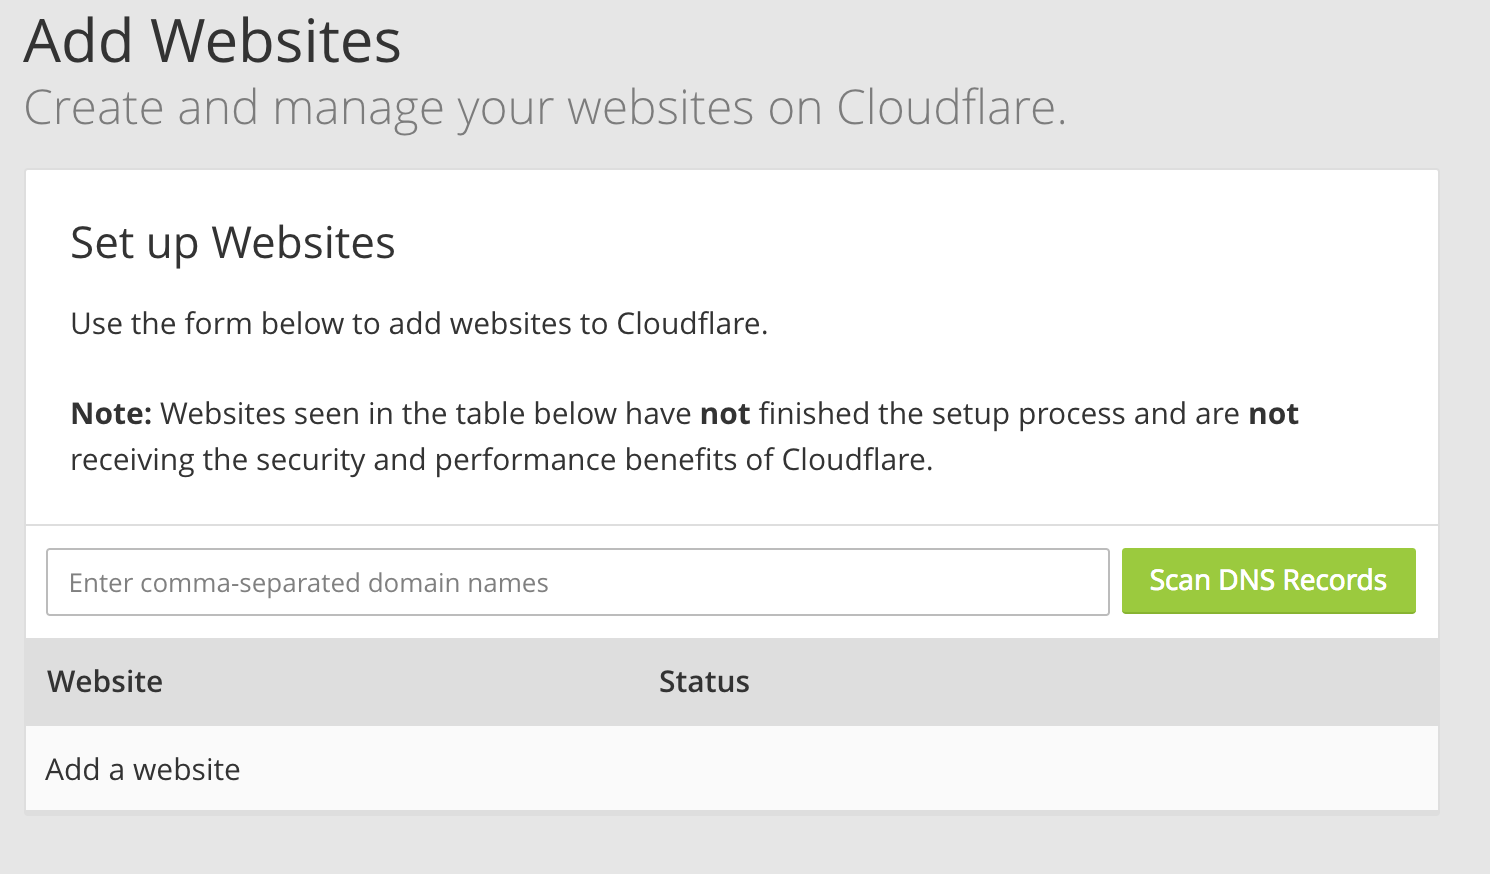 Add Websites
Create and manage your websites on Cloudflare.
Set up Websites
Use the form below to add websites to Cloudflare.
Note: Websites seen in the table below have not finished the setup process and are not
receiving the security and performance benefits of Cloudflare.
Enter comma-separated domain names
Scan DNS Records
Website Status
Add a website